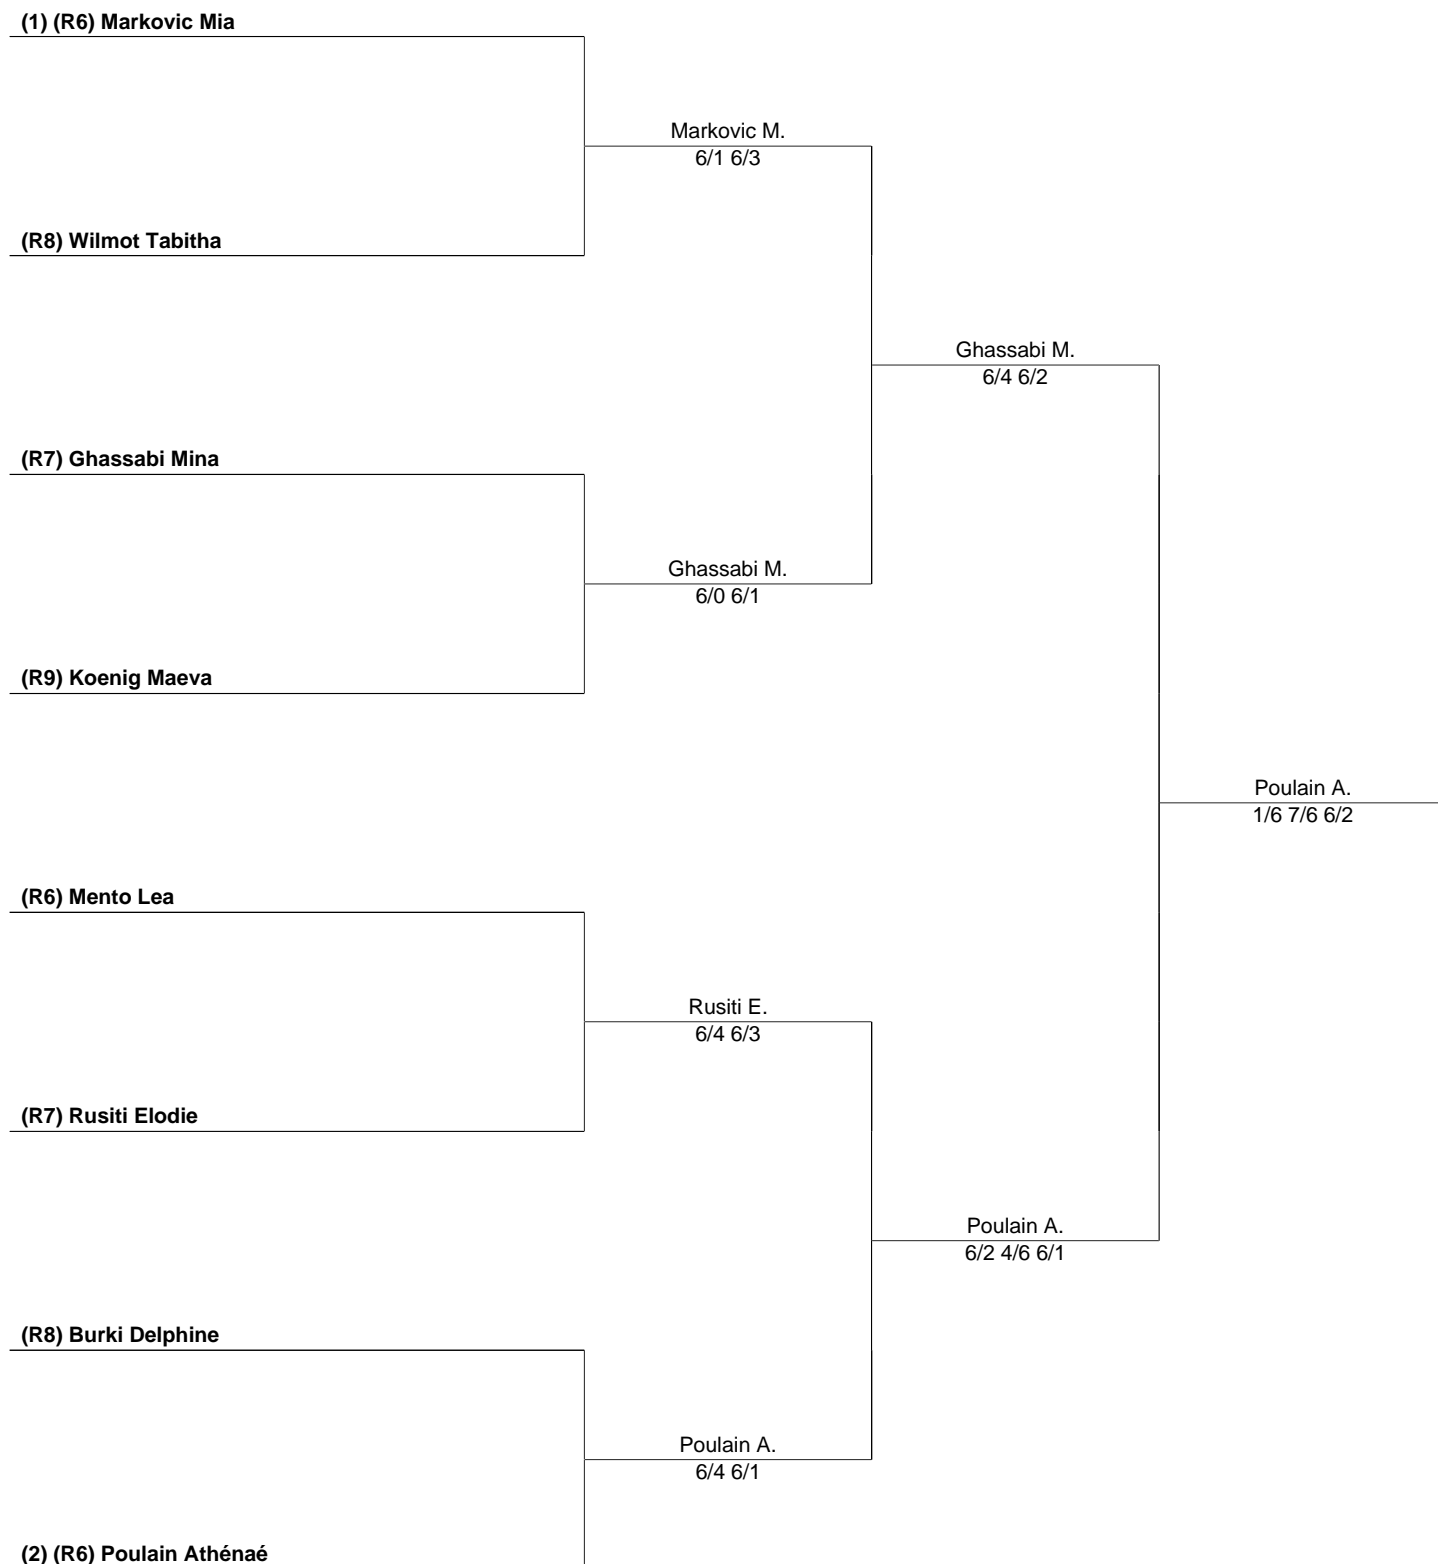 (1) (R6) Markovic Mia
Markovic M.
6/1 6/3
(R8) Wilmot Tabitha
Ghassabi M.
6/4 6/2
(R7) Ghassabi Mina
Ghassabi M.
6/0 6/1
(R9) Koenig Maeva
Poulain A.
1/6 7/6 6/2
(R6) Mento Lea
Rusiti E.
6/4 6/3
(R7) Rusiti Elodie
Poulain A.
6/2 4/6 6/1
(R8) Burki Delphine
Poulain A.
6/4 6/1
(2) (R6) Poulain Athénaé